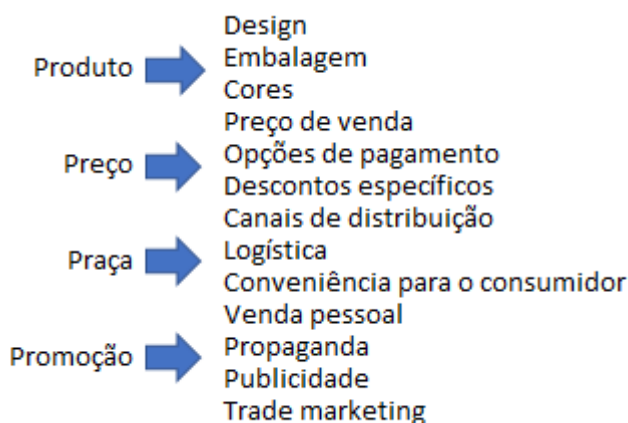 Design
Produto Embalagem
Cores
Preço de venda
Preço Opções de pagamento
Descontos específicos
Canais de distribuição
Praça Logística
Conveniência para o consumidor
Venda pessoal
Promoção Propaganda
Publicidade
Trade marketing